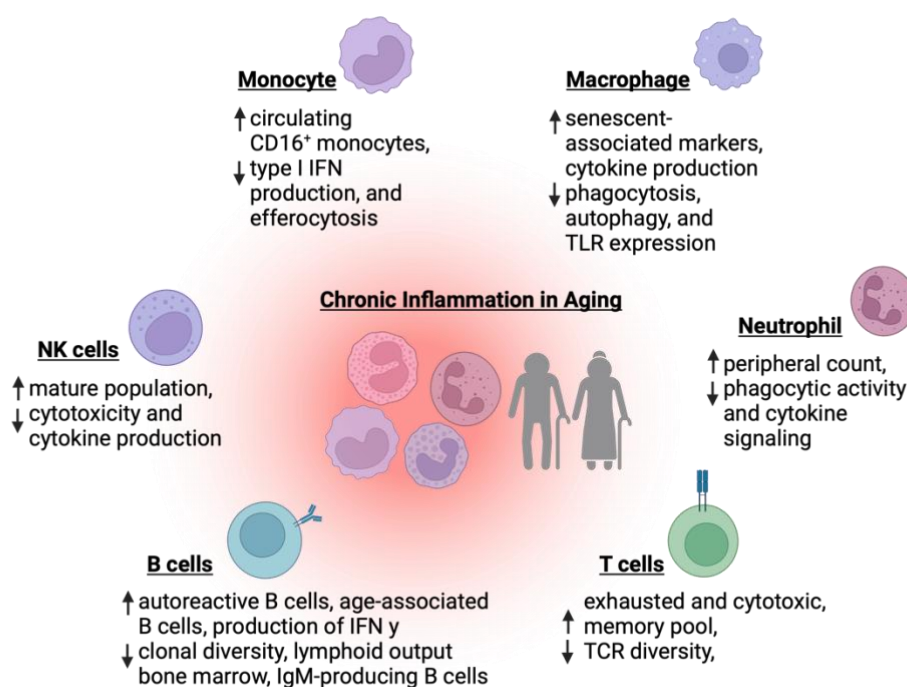 Monocyte
↑ circulating
CD16⁺ monocytes,
↓ type I IFN
production, and
efferocytosis
Macrophage
↑ senescent-
associated markers,
cytokine production
↓ phagocytosis,
autophagy, and
TLR expression
Chronic Inflammation in Aging
NK cells
↑ mature population,
↓ cytotoxicity and
cytokine production
Neutrophil
↑ peripheral count,
↓ phagocytic activity
and cytokine
signaling
B cells
↑ autoreactive B cells, age-associated
B cells, production of IFN y
↓ clonal diversity, lymphoid output
bone marrow, IgM-producing B cells
T cells
exhausted and cytotoxic,
↑ memory pool,
↓ TCR diversity,